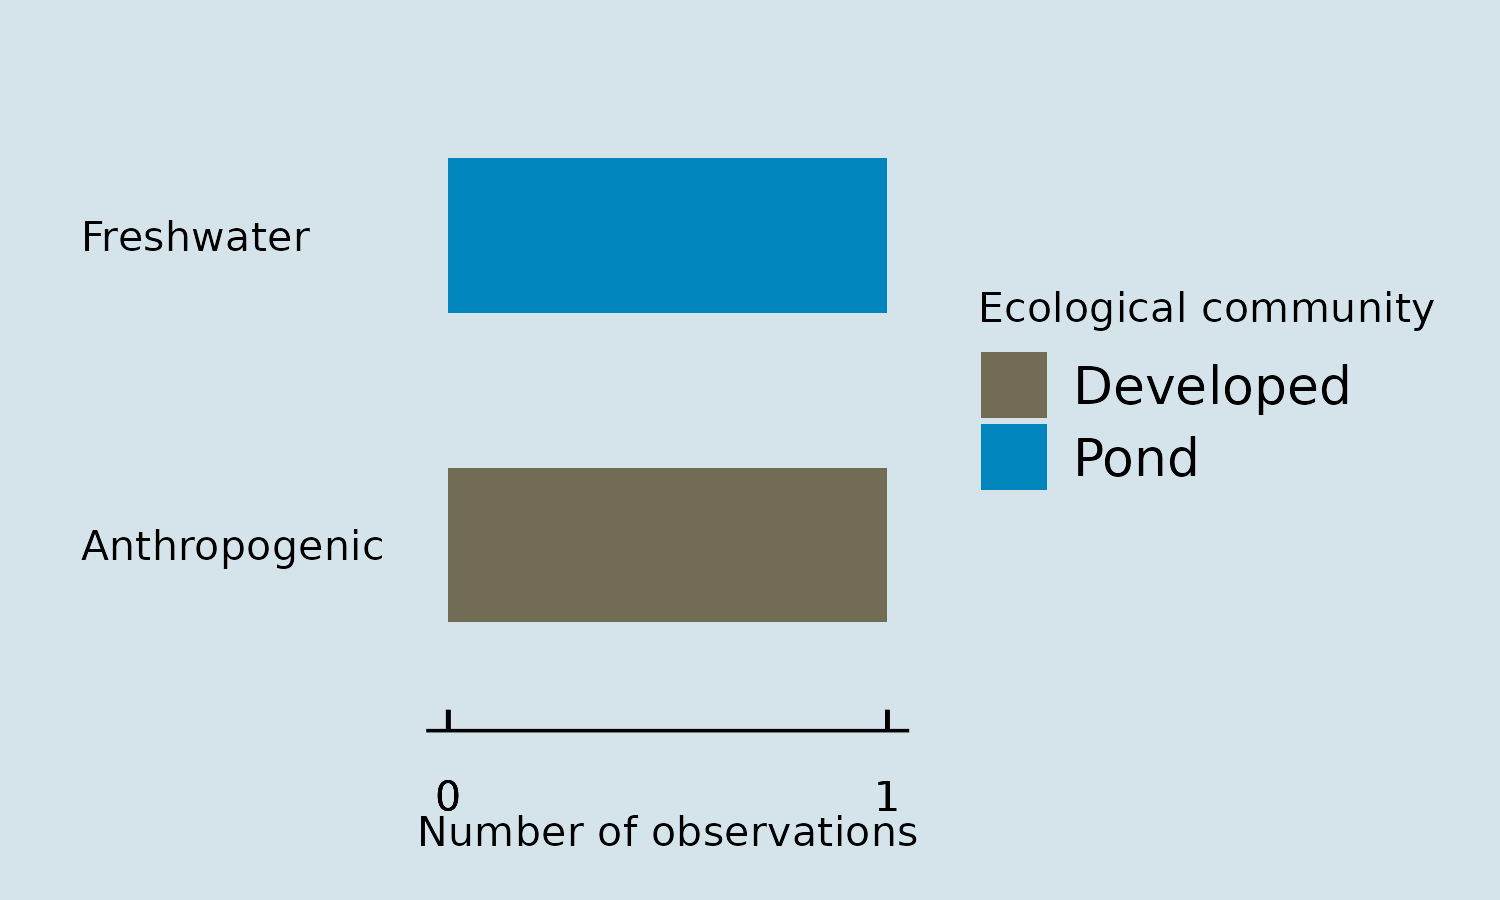 Freshwater
Anthropogenic
0 1
Number of observations
Ecological community
Developed
Pond